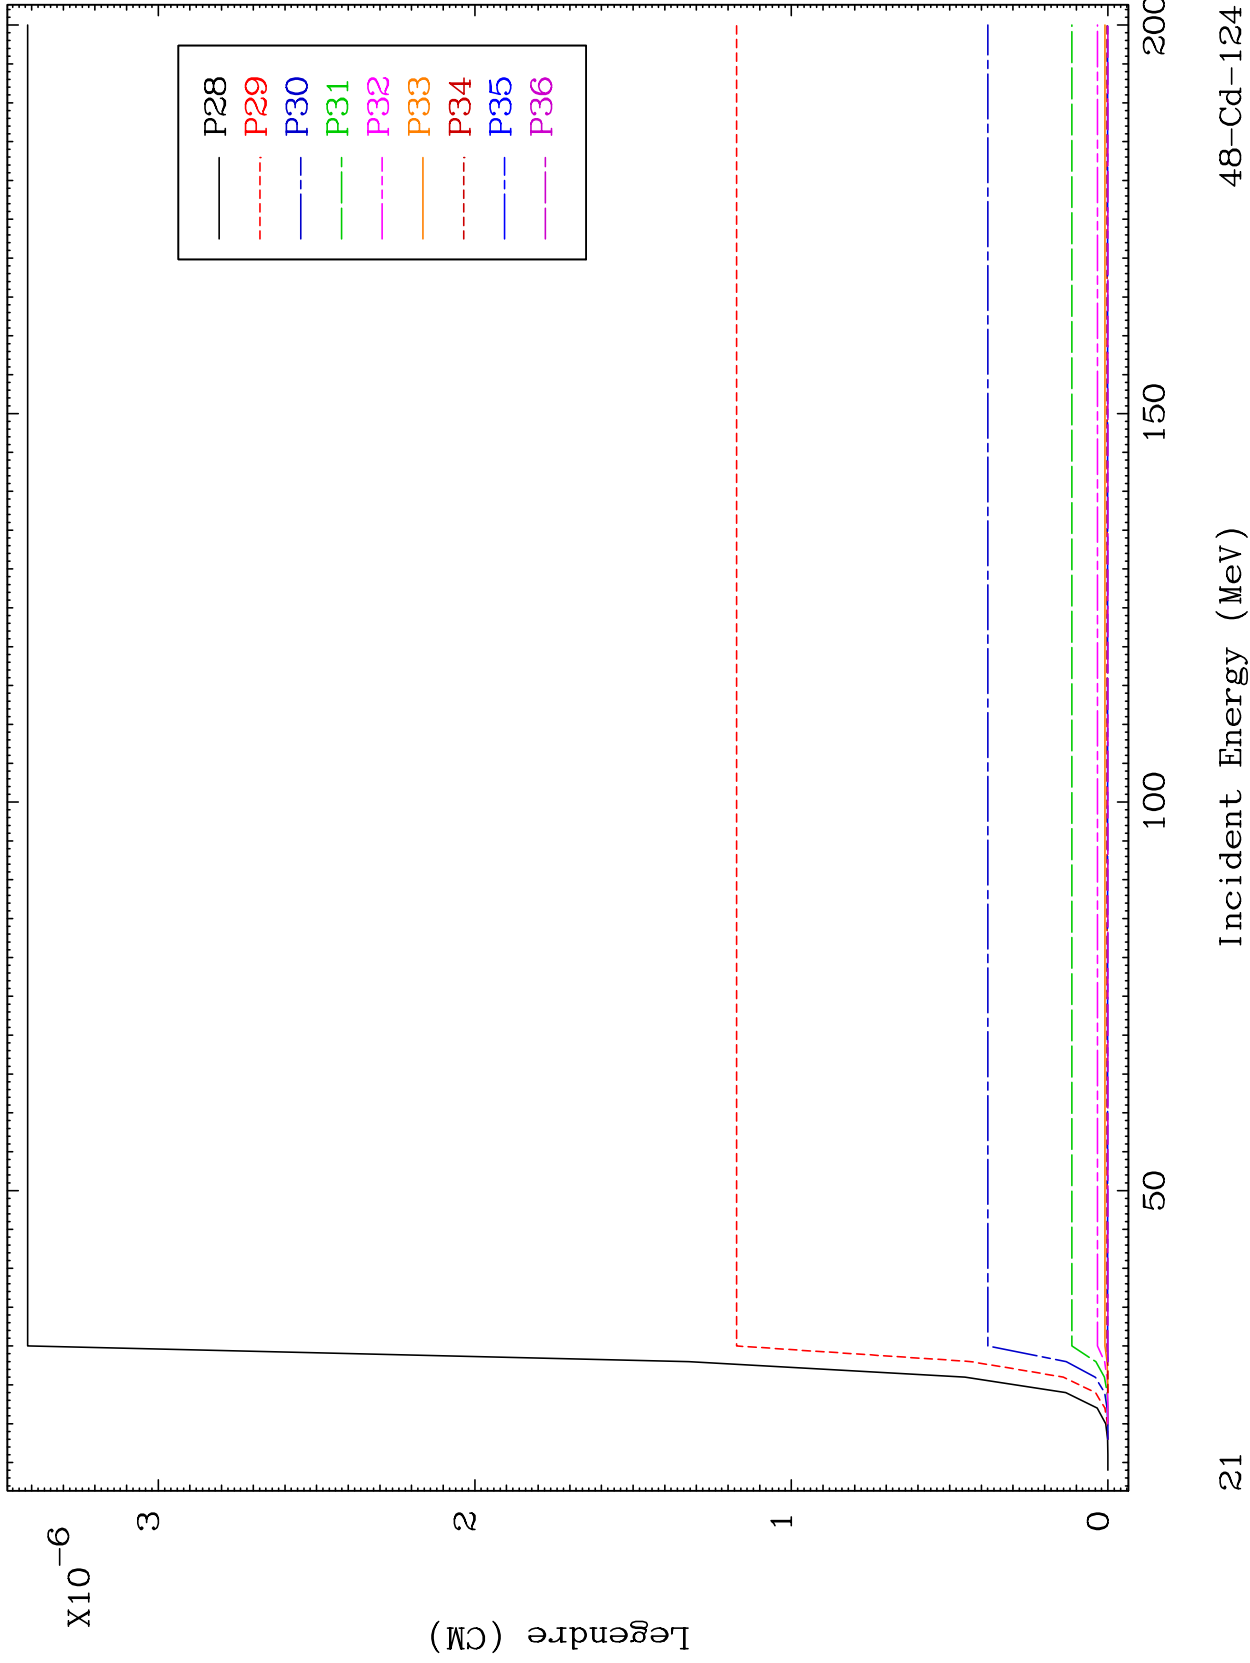 X10-6
3
2
1
0
Legendre (CM)
P28
P29
P30
P31
P32
P33
P34
P35
P36
50
100
150
200
Incident Energy (MeV)
21
48-Cd-124